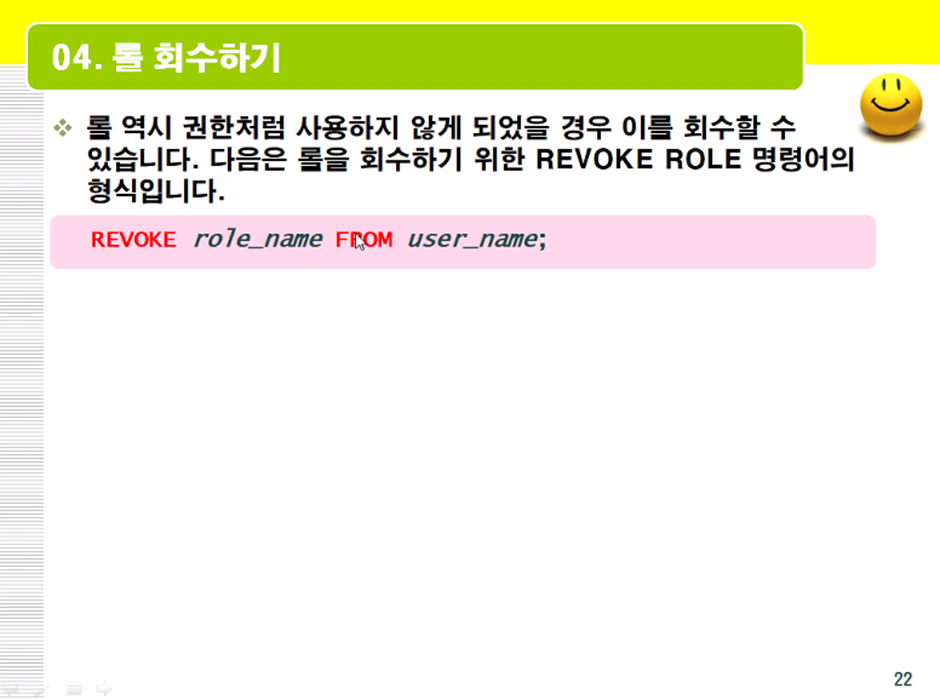 04. 롤 회수하기
롤 역시 권한처럼 사용하지 않게 되었을 경우 이를 회수할 수
있습니다. 다음은 롤을 회수하기 위한 REVOKE ROLE 명령어의
형식입니다.
REVOKE role_name FROM user_name;
22